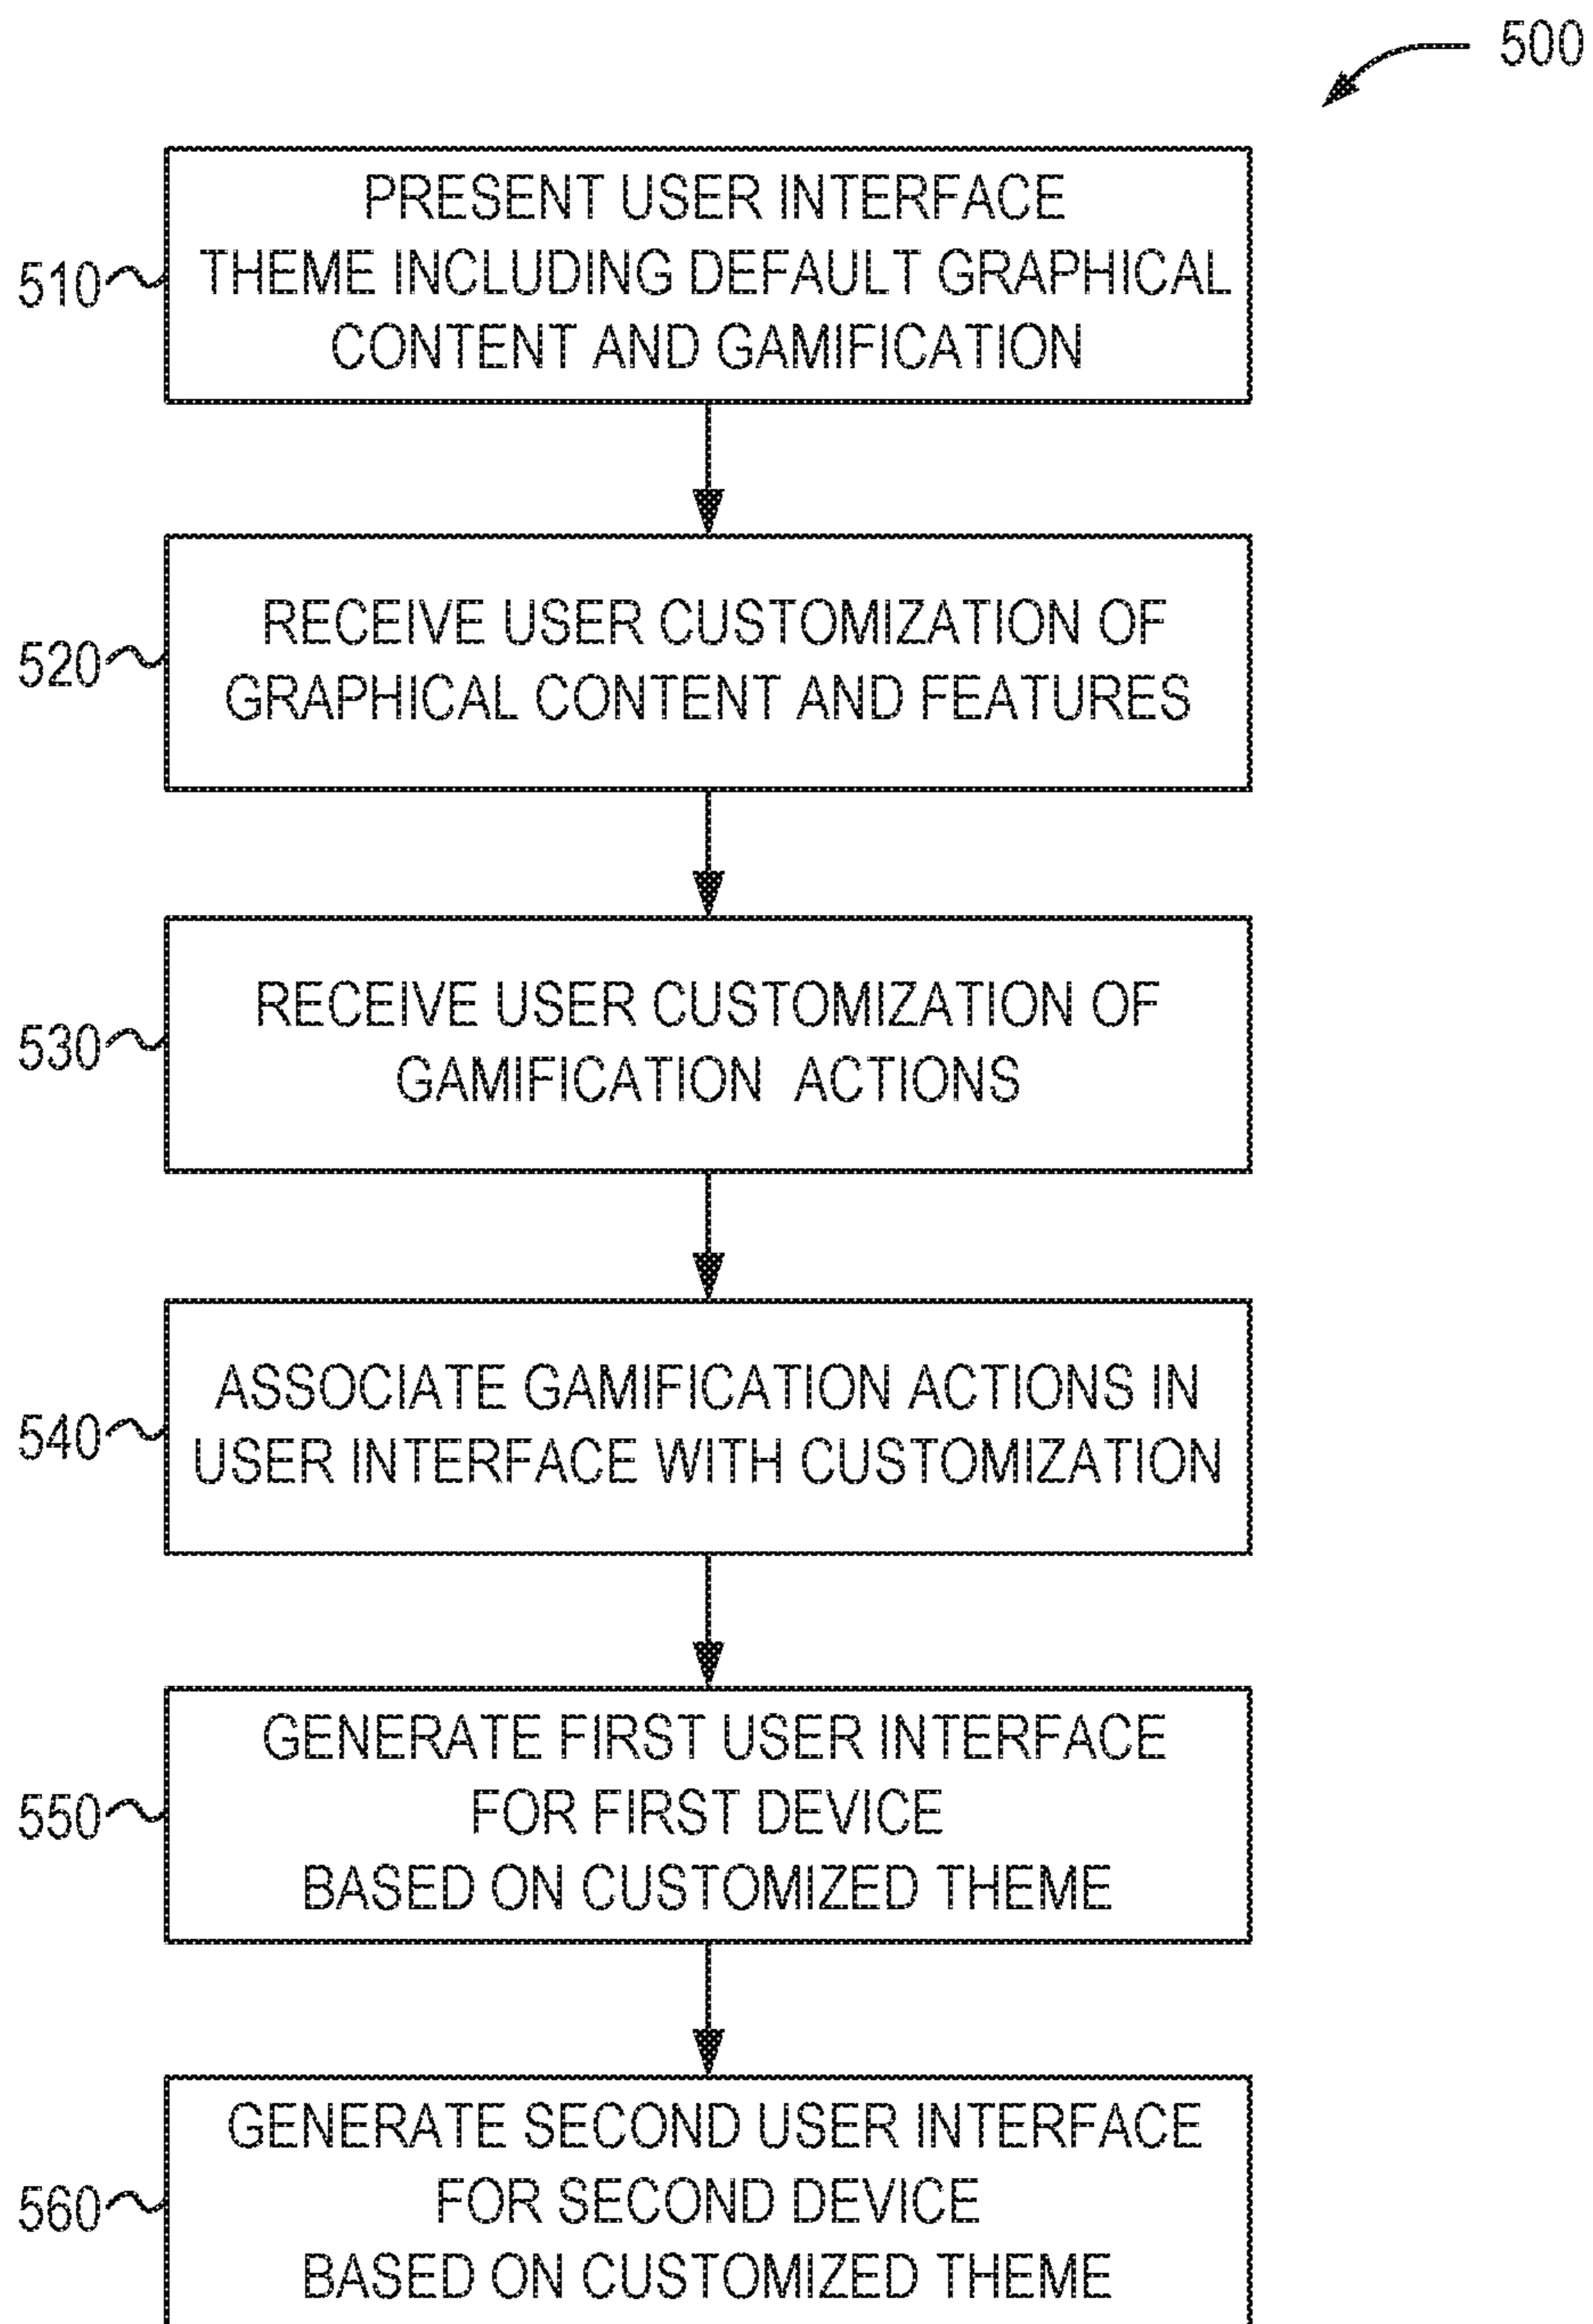 500
510
PRESENT USER INTERFACE
THEME INCLUDING DEFAULT GRAPHICAL
CONTENT AND GAMIFICATION
520
RECEIVE USER CUSTOMIZATION OF
GRAPHICAL CONTENT AND FEATURES
530
RECEIVE USER CUSTOMIZATION OF
GAMIFICATION ACTIONS
540
ASSOCIATE GAMIFICATION ACTIONS IN
USER INTERFACE WITH CUSTOMIZATION
550
GENERATE FIRST USER INTERFACE
FOR FIRST DEVICE
BASED ON CUSTOMIZED THEME
560
GENERATE SECOND USER INTERFACE
FOR SECOND DEVICE
BASED ON CUSTOMIZED THEME